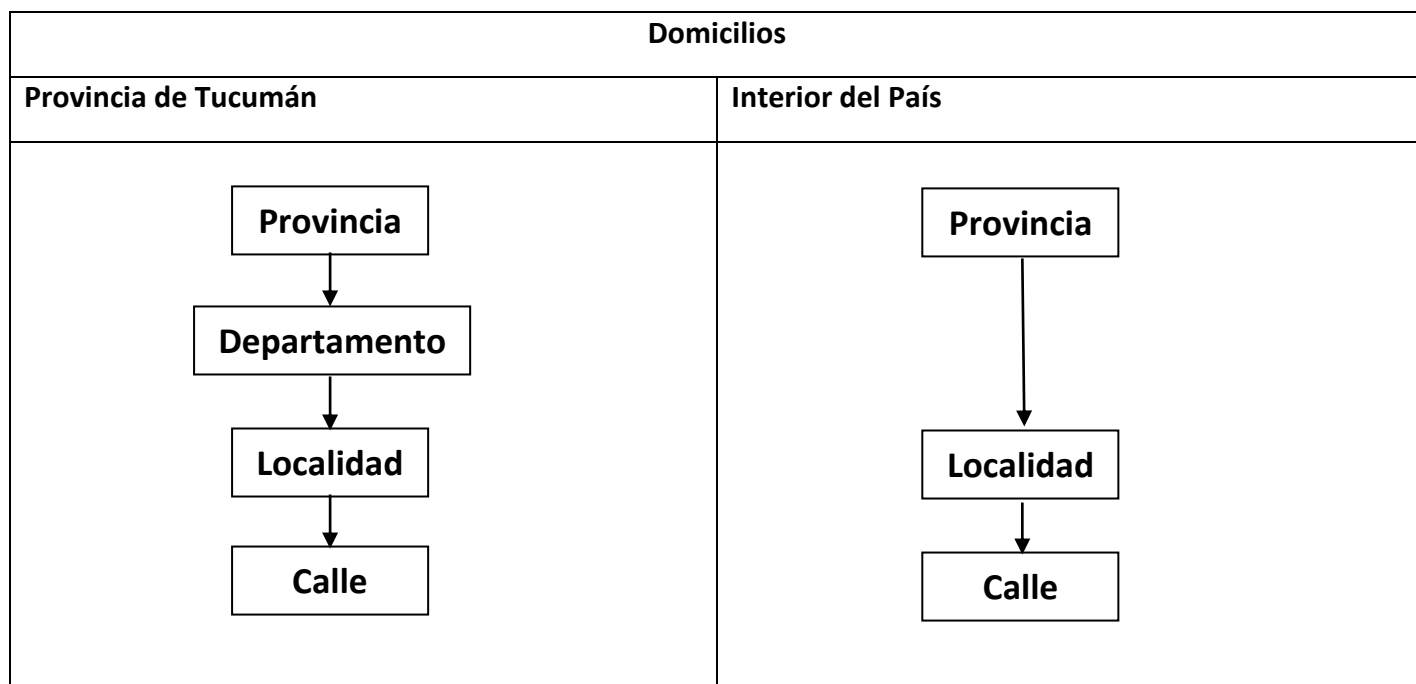 Domicilios
Provincia de Tucumán
Interior del País
Provincia
Departamento
Localidad
Calle
Provincia
Localidad
Calle